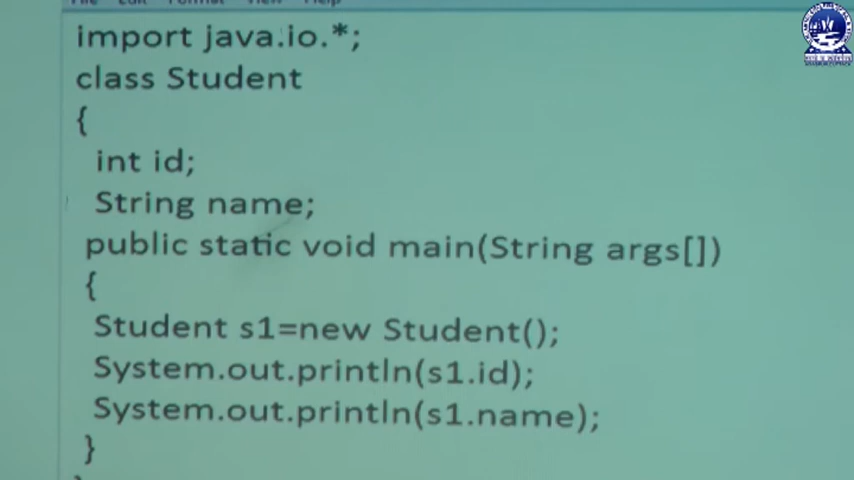 import java.io.*;
class Student
{
int id;
String name;
public static void main(String args[])
{
Student s1=new Student();
System.out.println(s1.id);
System.out.println(s1.name);
}